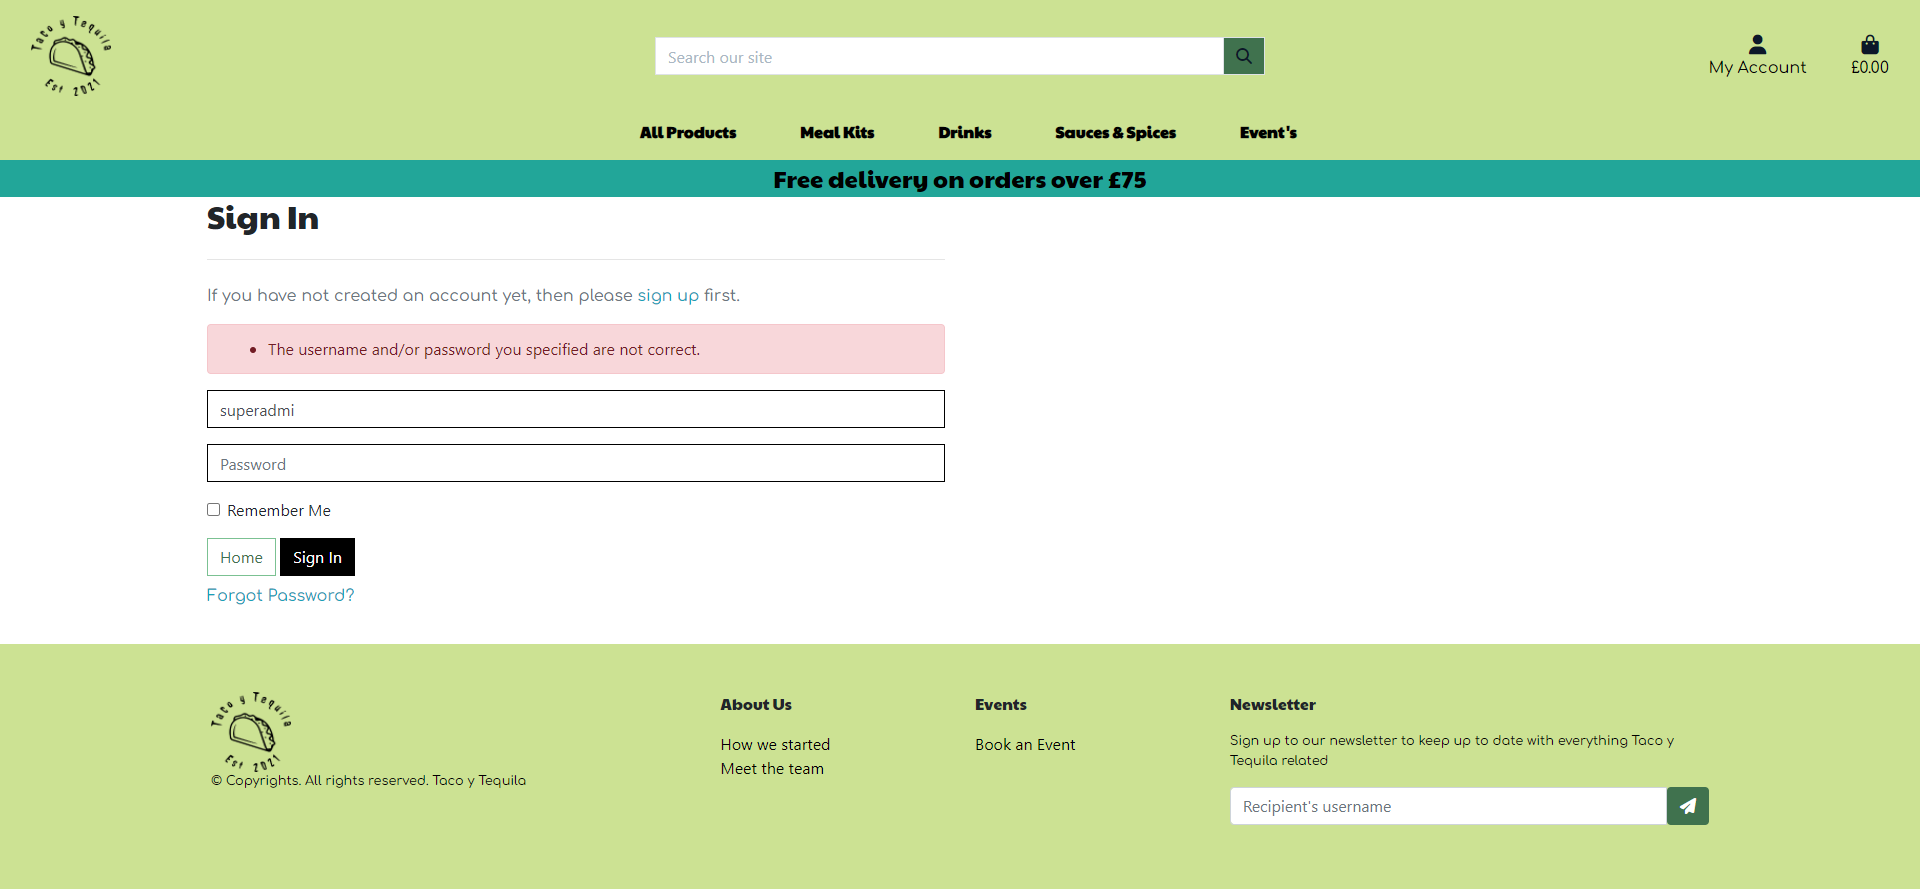 Taco y Tequila
Est 2021
Search our site
My Account
£0.00
All Products
Meal Kits
Drinks
Sauces & Spices
Event's
Free delivery on orders over £75
Sign In
If you have not created an account yet, then please sign up first.
The username and/or password you specified are not correct.
superadmi
Password
Remember Me
Home
Sign In
Forgot Password?
Taco y Tequila
Est 2021
© Copyrights. All rights reserved. Taco y Tequila
About Us
How we started
Meet the team
Events
Book an Event
Newsletter
Sign up to our newsletter to keep up to date with everything Taco y
Tequila related
Recipient's username